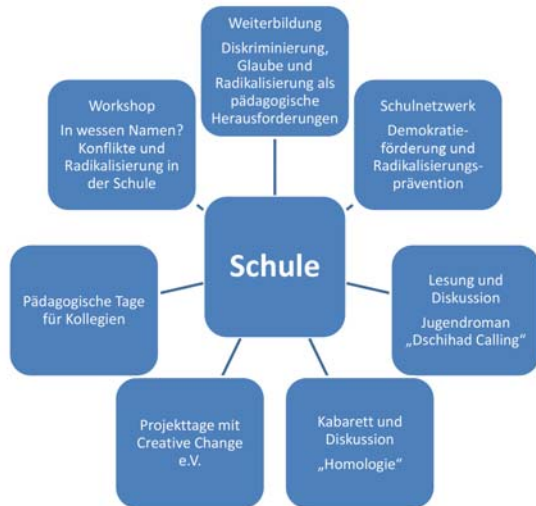 Weiterbildung
Diskriminierung,
Glaube und
Radikalisierung als
pädagogische
Herausforderungen
Schulnetzwerk
Demokratie-
förderung und
Radikalisierungs-
prävention
Lesung und
Diskussion
Jugendroman
„Dschihad Calling“
Kabarett und
Diskussion
„Homologie“
Projekttage mit
Creative Change
e.V.
Pädagogische Tage
für Kollegien
Workshop
In wessen Namen?
Konflikte und
Radikalisierung in
der Schule
Schule